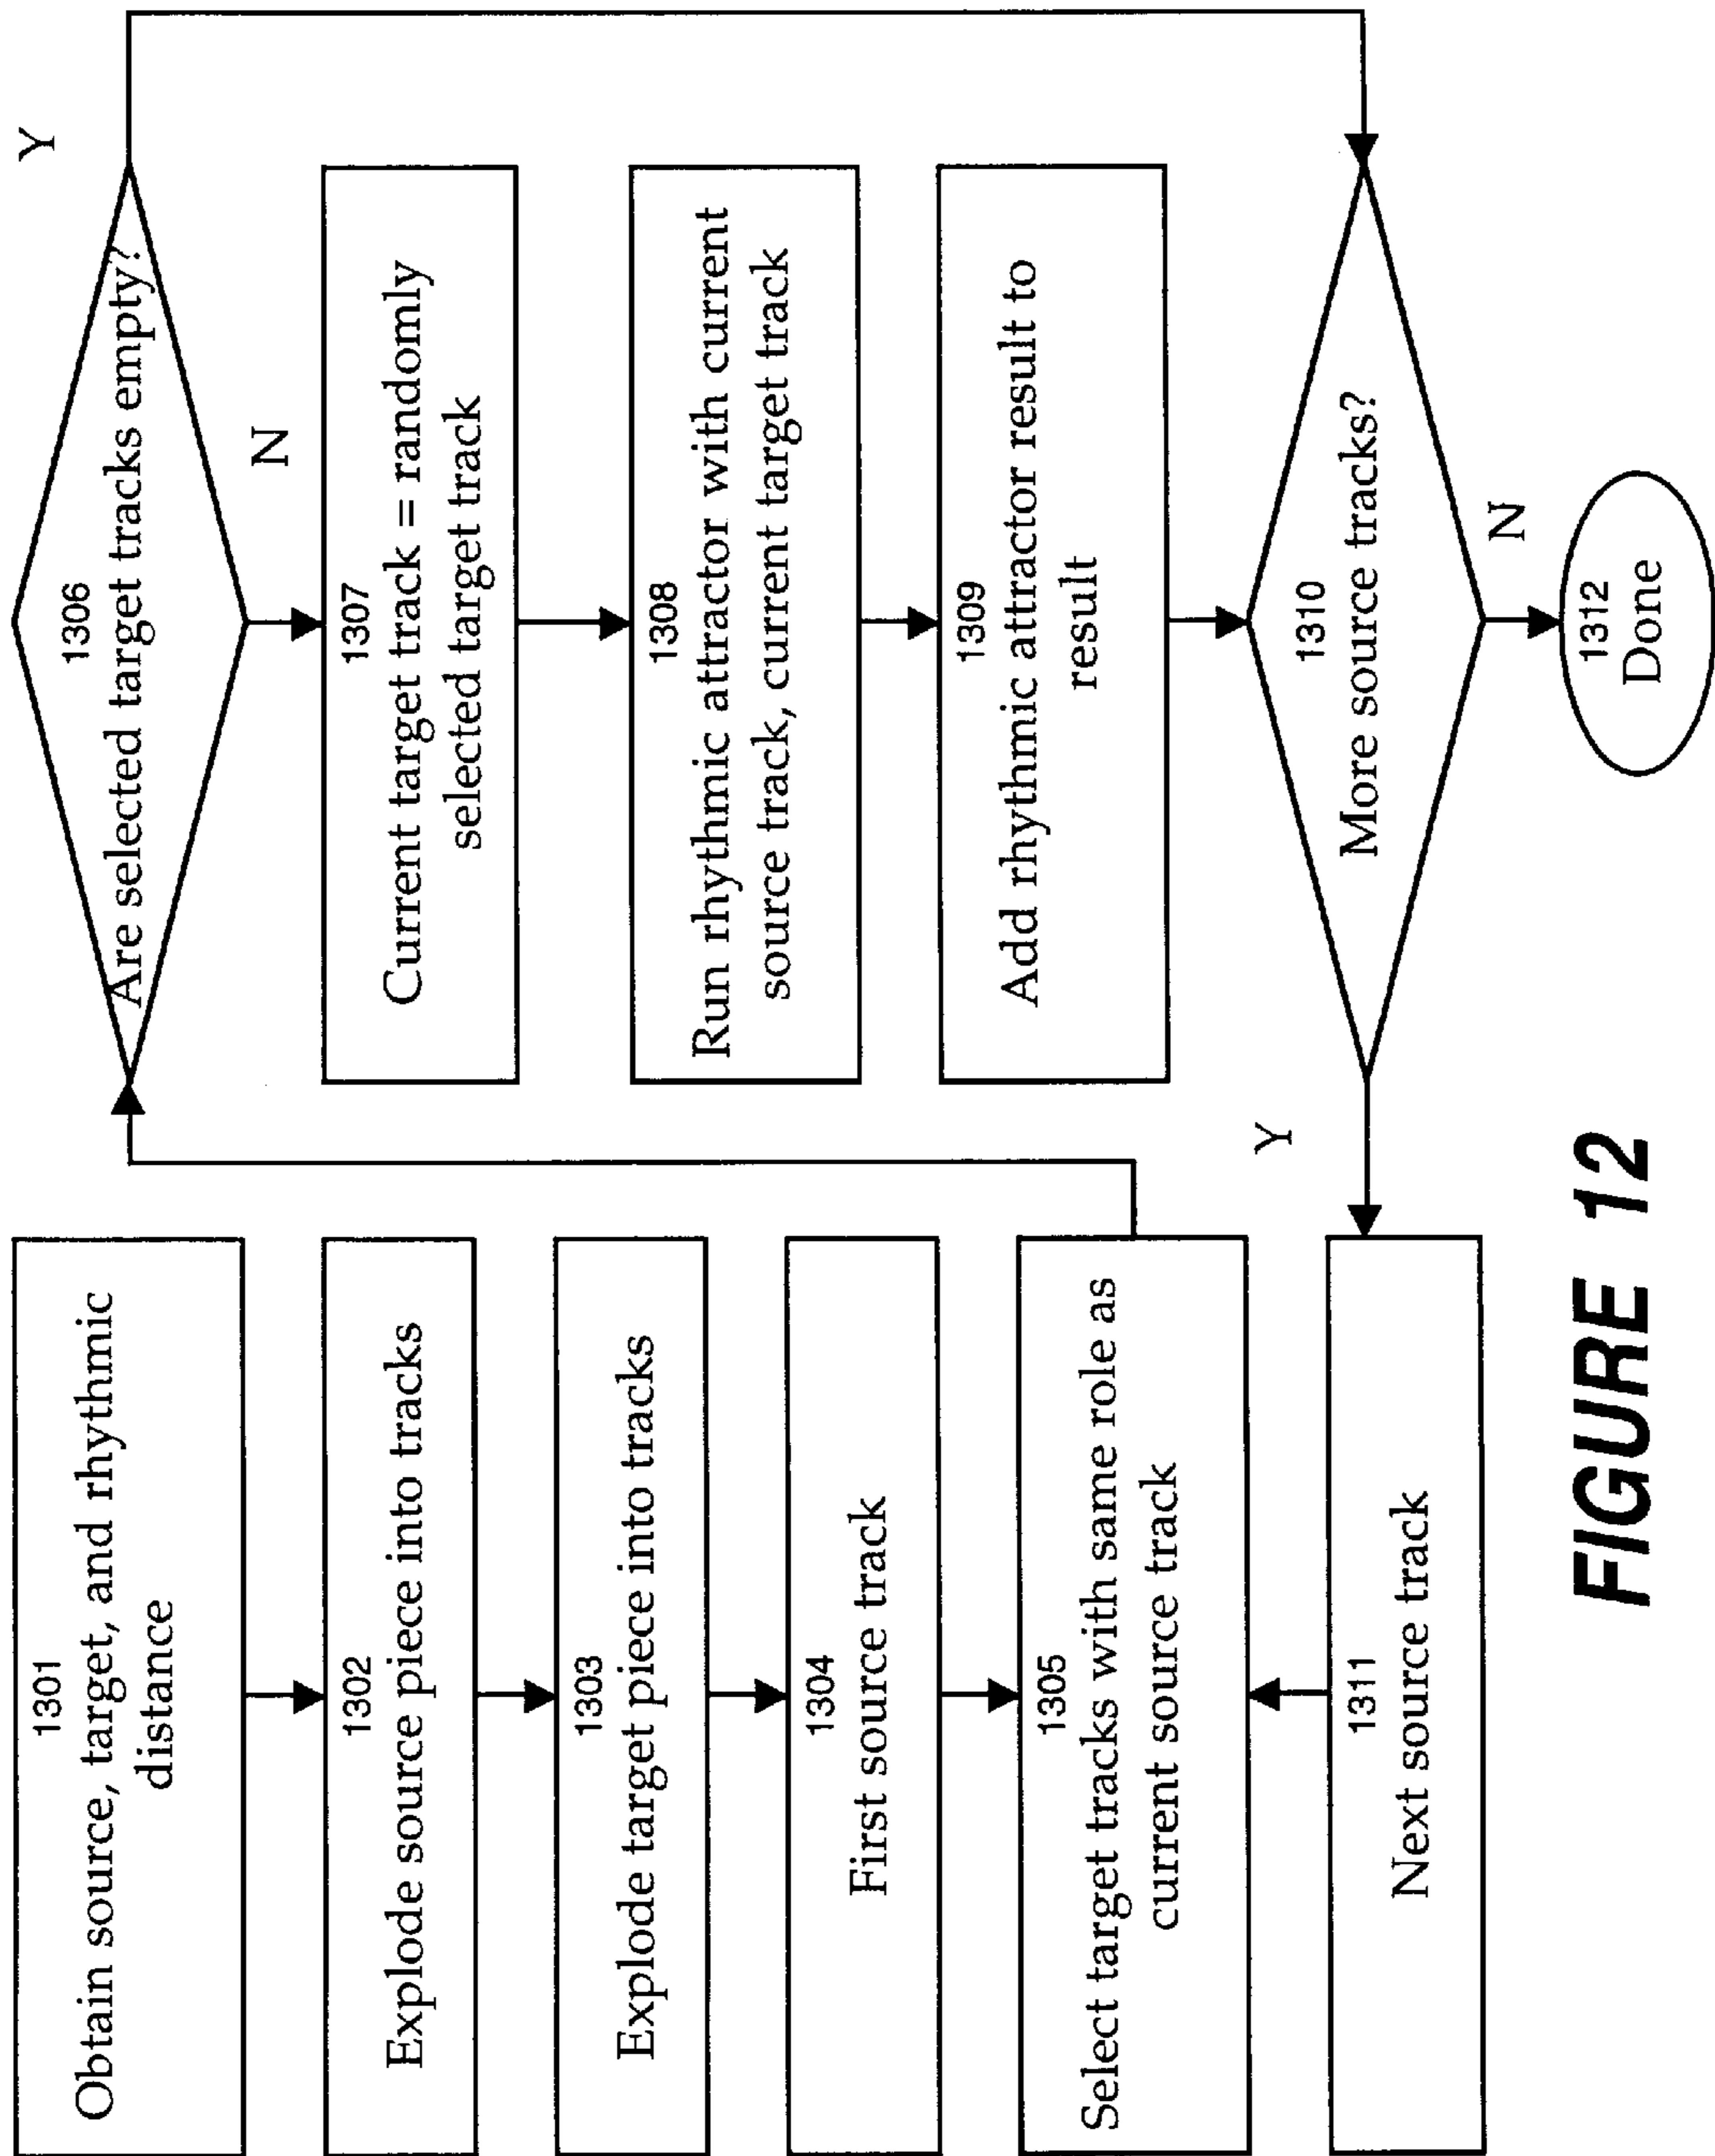 1301
Obtain source, target, and rhythmic
distance
1302
Explode source piece into tracks
1303
Explode target piece into tracks
1304
First source track
1305
Select target tracks with same role as
current source track
1311
Next source track
1306
Are selected target tracks empty?
Y
N
1307
Current target track = randomly
selected target track
1308
Run rhythmic attractor with current
source track, current target track
1309
Add rhythmic attractor result to
result
1310
More source tracks?
Y
N
1312
Done
FIGURE 12